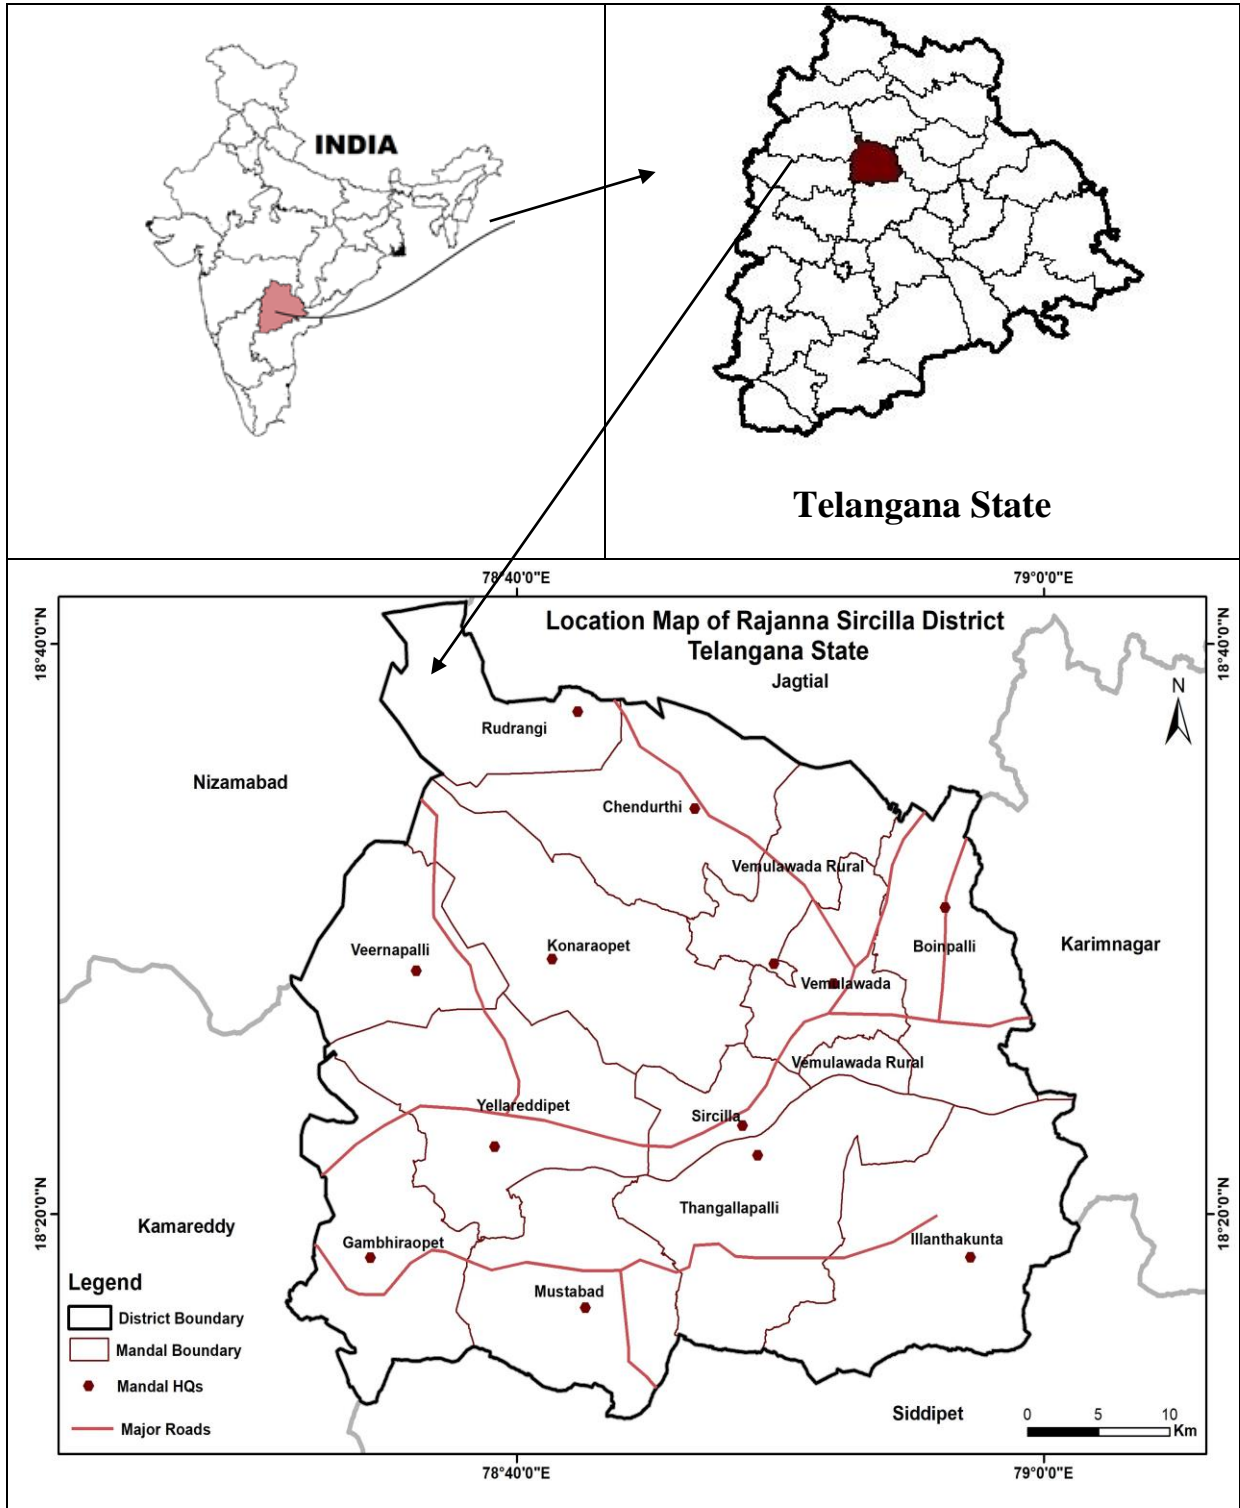 INDIA
Telangana State
78°40'0"E
79°0'0"E
18°40'0"N
18°40'0"N
Location Map of Rajanna Sircilla District
Telangana State
Jagtial
N
Rudrangi
Nizamabad
Chendurthi
Vemulawada Rural
Veernapalli
Konaraopet
Boinpalli
Karimnagar
Vemulawada
Vemulawada Rural
Yellareddipet
Sircilla
Thangallapalli
18°20'0"N
18°20'0"N
Kamareddy
Gambhiraopet
Illanthakunta
Mustabad
Legend
District Boundary
Mandal Boundary
Mandal HQs
Major Roads
Siddipet
0 5 10
Km
78°40'0"E
79°0'0"E